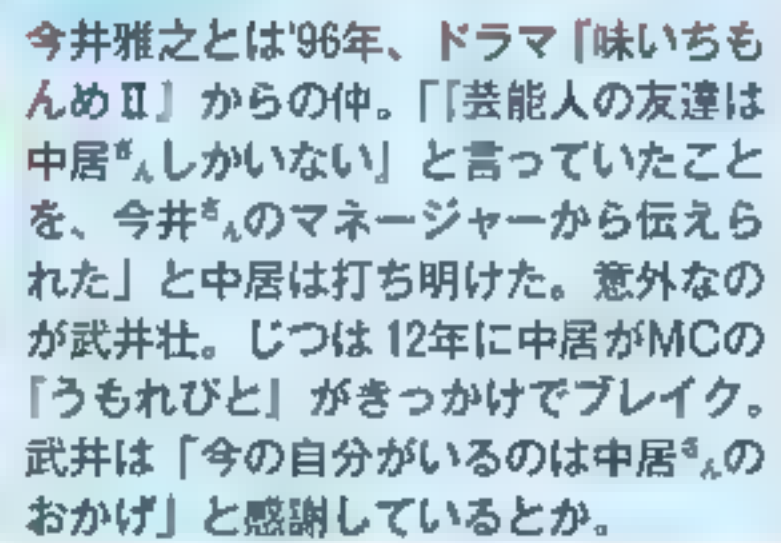 今井雅之とは'96年、ドラマ『味いちも
んめⅡ』からの仲。「『芸能人の友達は
中居さんしかいない』と言っていたこと
を、今井さんのマネージャーから伝えら
れた」と中居は打ち明けた。意外なの
が武井壮。じつは12年に中居がMCの
『うもれびと』がきっかけでブレイク。
武井は「今の自分がいるのは中居さんの
おかげ」と感謝しているとか。